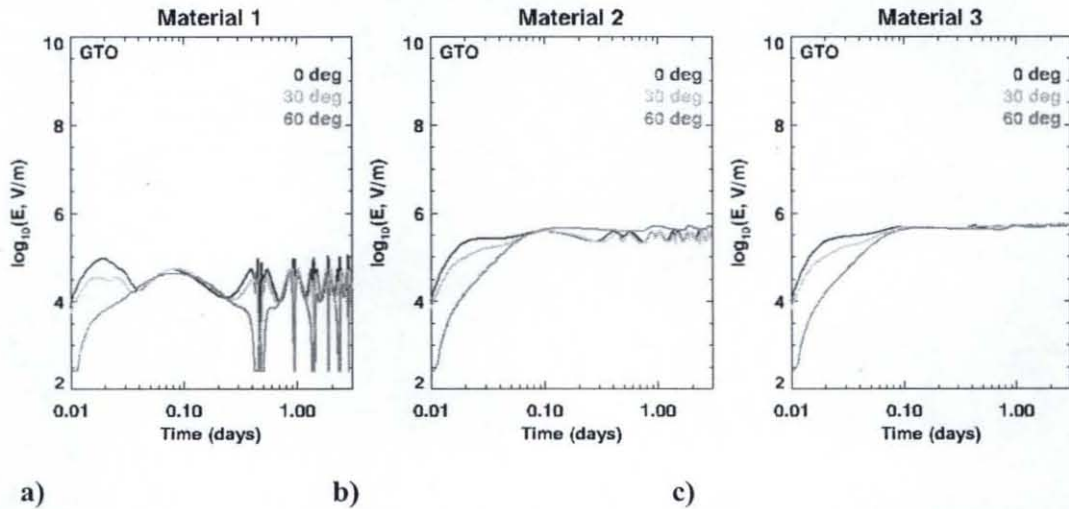 Material 1
GTO
0 deg
30 deg
60 deg
10
8
6
4
2
log10(E, V/m)
0.01
0.10
1.00
Time (days)
Material 2
GTO
0 deg
30 deg
60 deg
10
8
6
4
2
log10(E, V/m)
0.01
0.10
1.00
Time (days)
Material 3
GTO
0 deg
30 deg
60 deg
10
8
6
4
2
log10(E, V/m)
0.01
0.10
1.00
Time (days)
a)
b)
c)